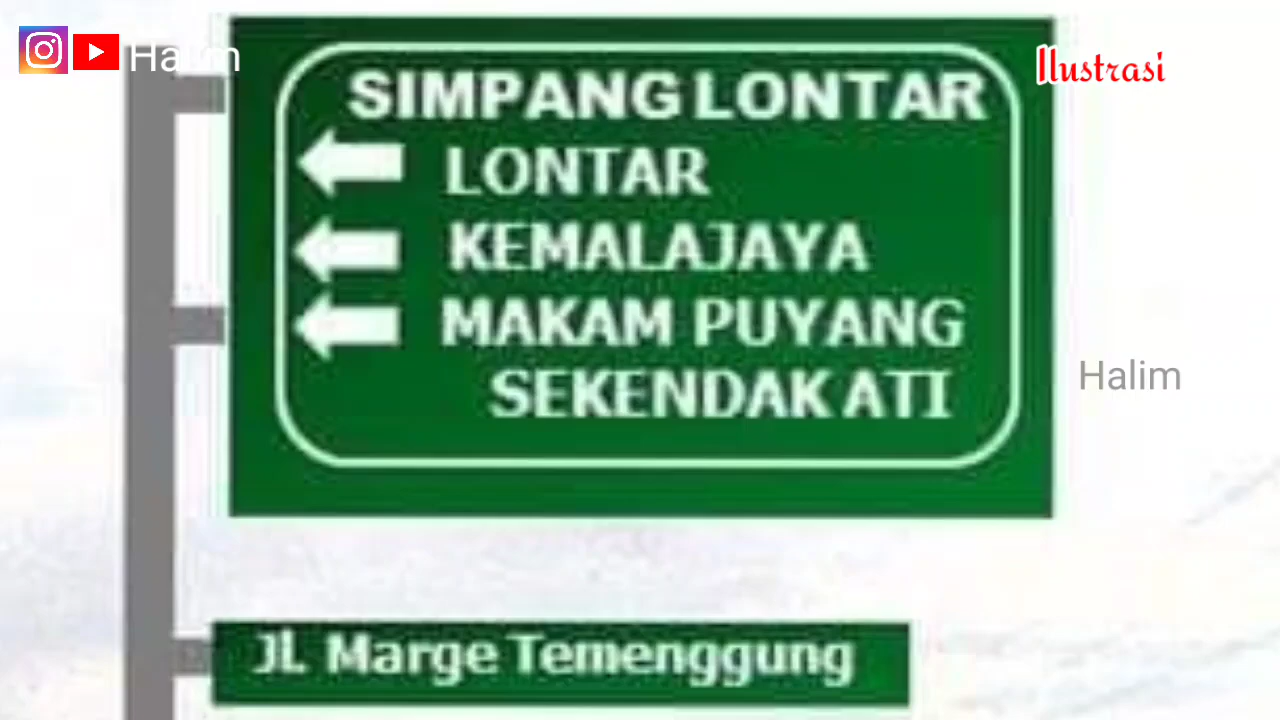 Halim
Ilustrasi
SIMPANG LONTAR
LONTAR
KEMALAJAYA
MAKAM PUYANG
SEKENDAK ATI
Halim
JL Marge Temenggung